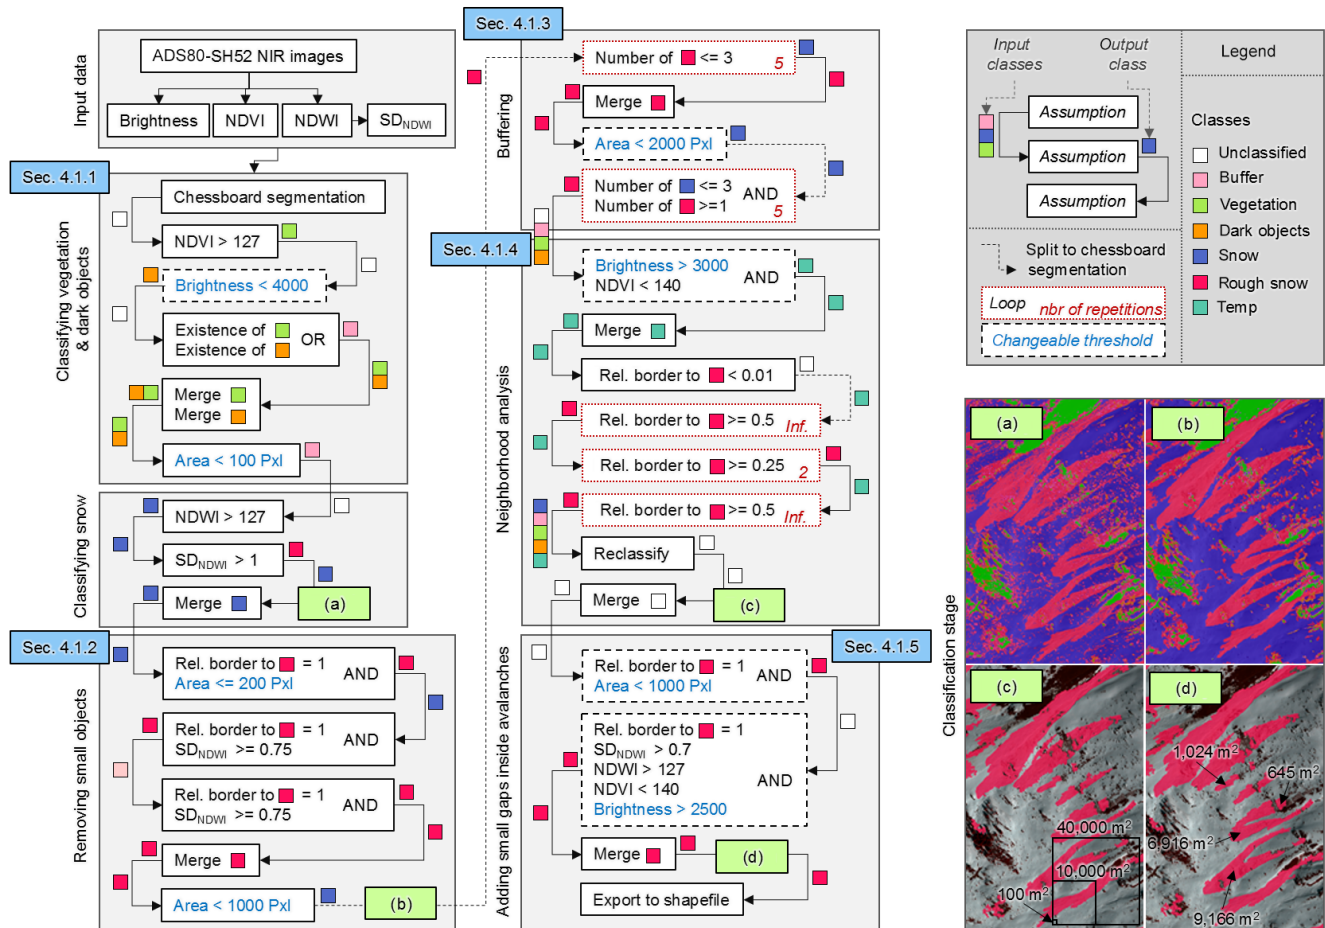 Input data
ADS80-SH52 NIR images
Brightness
NDVI
NDWI
SD_NDWI
Sec. 4.1.1
Classifying vegetation
& dark objects
Chessboard segmentation
NDVI > 127
Brightness < 4000
Existence of
Existence of
OR
Merge
Merge
Area < 100 Pxl
Classifying snow
NDWI > 127
SD_NDWI > 1
Merge
(a)
Sec. 4.1.2
Removing small objects
Rel. border to = 1
Area <= 200 Pxl
AND
Rel. border to = 1
SD_NDWI >= 0.75
AND
Rel. border to = 1
SD_NDWI >= 0.75
AND
Merge
Area < 1000 Pxl
(b)
Sec. 4.1.3
Buffering
Number of <= 3
5
Merge
Area < 2000 Pxl
Number of <= 3
Number of >=1
AND
5
Sec. 4.1.4
Neighborhood analysis
Brightness > 3000
NDVI < 140
AND
Merge
Rel. border to < 0.01
Rel. border to >= 0.5
Inf.
Rel. border to >= 0.25
2
Rel. border to >= 0.5
Inf.
Reclassify
Merge
(c)
Sec. 4.1.5
Adding small gaps inside avalanches
Rel. border to = 1
Area < 1000 Pxl
AND
Rel. border to = 1
SD_NDWI > 0.7
NDWI > 127
NDVI < 140
Brightness > 2500
AND
Merge
(d)
Export to shapefile
Input
classes
Output
class
Assumption
Assumption
Assumption
Split to chessboard
segmentation
Loop
nbr of repetitions
Changeable threshold
Legend
Classes
Unclassified
Buffer
Vegetation
Dark objects
Snow
Rough snow
Temp
Classification stage
(a)
(b)
(c)
(d)
40,000 m²
10,000 m²
100 m²
1,024 m²
645 m²
6,916 m²
9,166 m²